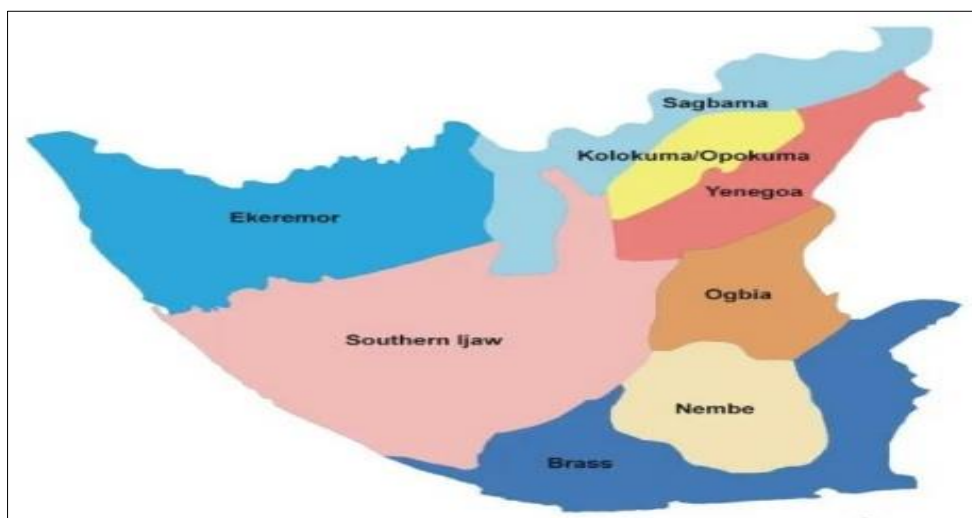 Sagbama
Kolokuma/Opokuma
Yenegoa
Ekeremor
Ogbia
Southern Ijaw
Nembe
Brass